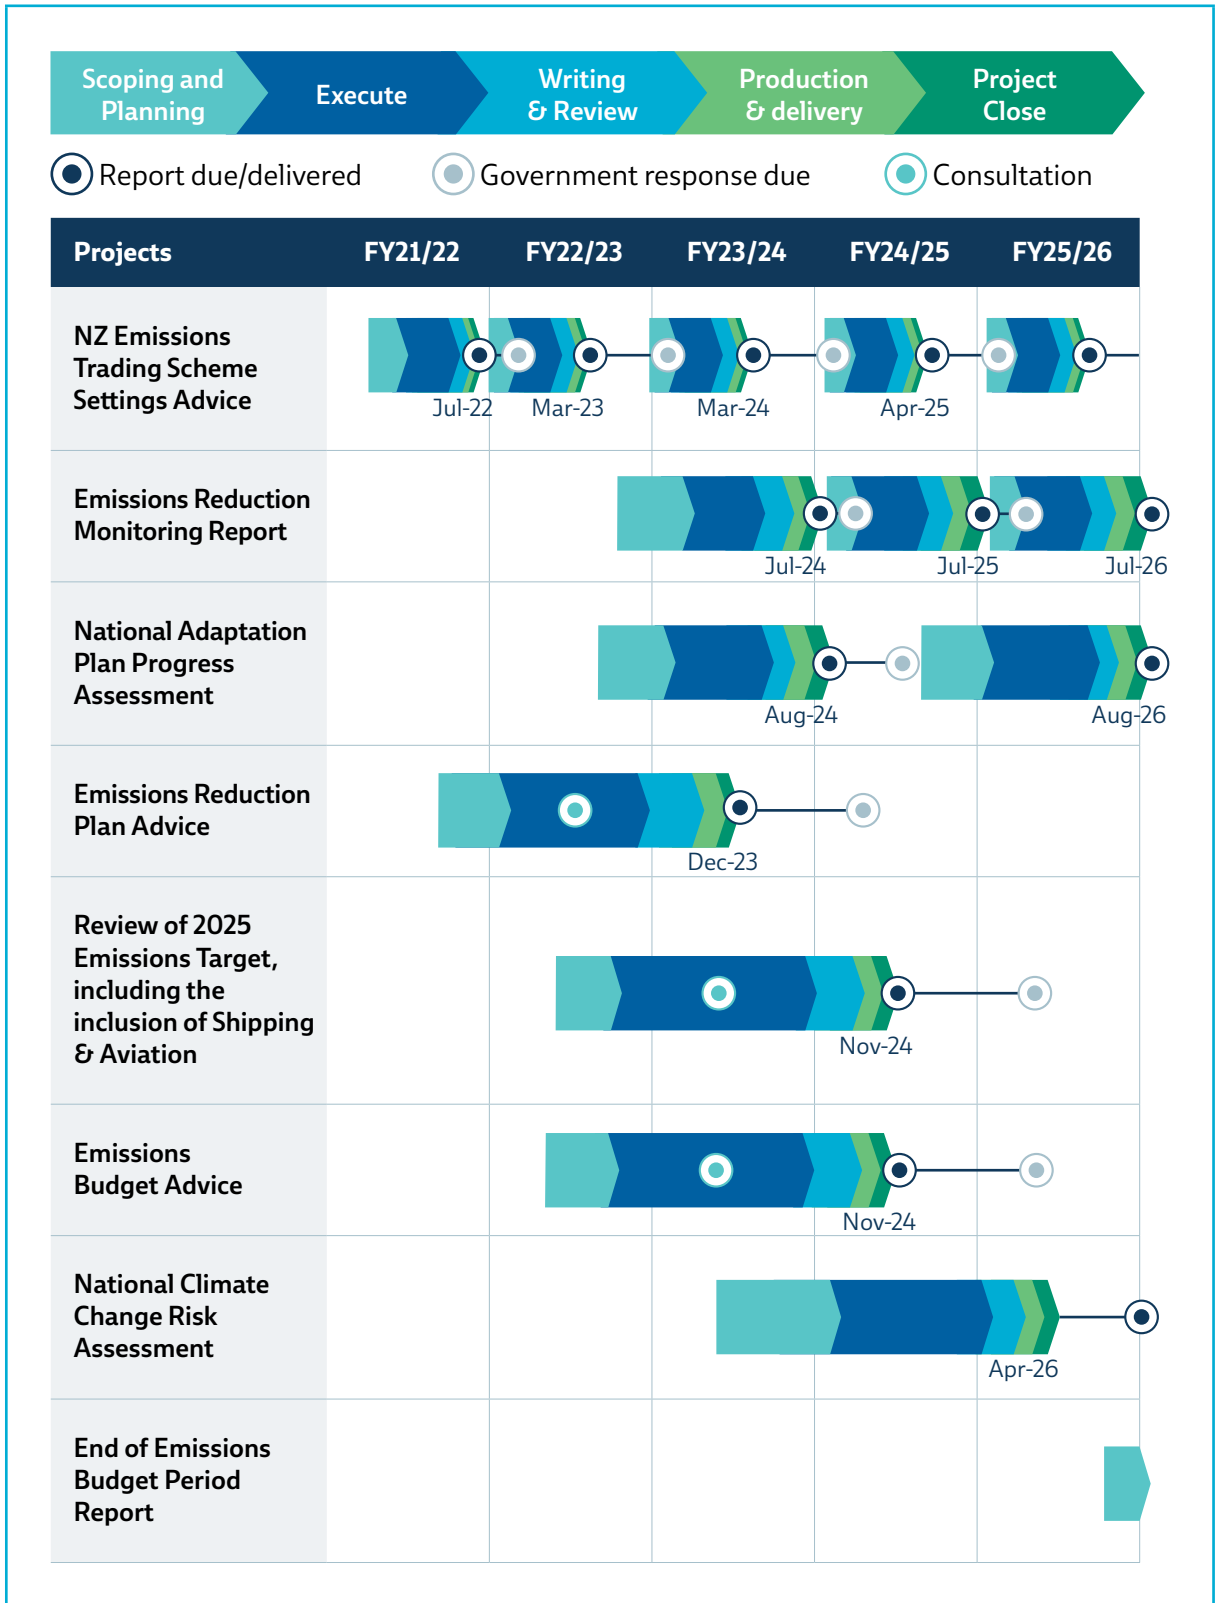 Scoping and
Planning
Execute
Writing
& Review
Production
& delivery
Project
Close
Report due/delivered
Government response due
Consultation
Projects
FY21/22
FY22/23
FY23/24
FY24/25
FY25/26
NZ Emissions
Trading Scheme
Settings Advice
Jul-22
Mar-23
Mar-24
Apr-25
Emissions Reduction
Monitoring Report
Jul-24
Jul-25
Jul-26
National Adaptation
Plan Progress
Assessment
Aug-24
Aug-26
Emissions Reduction
Plan Advice
Dec-23
Review of 2025
Emissions Target,
including the
inclusion of Shipping
& Aviation
Nov-24
Emissions
Budget Advice
Nov-24
National Climate
Change Risk
Assessment
Apr-26
End of Emissions
Budget Period
Report